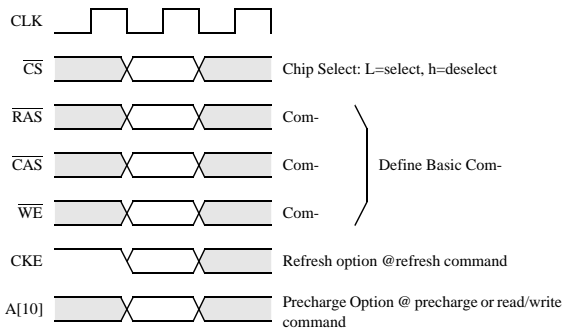 CLK
CS Chip Select: L=select, h=deselect
RAS Com-
CAS Com- Define Basic Com-
WE Com-
CKE Refresh option @refresh command
A[10] Precharge Option @ precharge or read/write
command